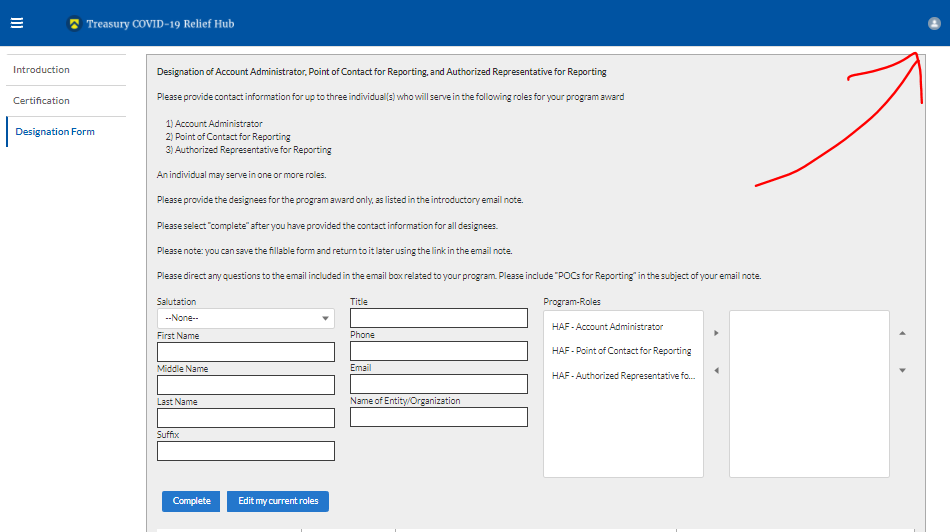 Treasury COVID-19 Relief Hub
Introduction
Certification
Designation Form
Designation of Account Administrator, Point of Contact for Reporting, and Authorized Representative for Reporting
Please provide contact information for up to three individual(s) who will serve in the following roles for your program award
1) Account Administrator
2) Point of Contact for Reporting
3) Authorized Representative for Reporting
An individual may serve in one or more roles.
Please provide the designees for the program award only, as listed in the introductory email note.
Please select "complete" after you have provided the contact information for all designees.
Please note: you can save the fillable form and return to it later using the link in the email note.
Please direct any questions to the email included in the email box related to your program. Please include "POCs for Reporting" in the subject of your email note.
Salutation
--None--
First Name
Middle Name
Last Name
Suffix
Title
Phone
Email
Name of Entity/Organization
Program-Roles
HAF - Account Administrator
HAF - Point of Contact for Reporting
HAF - Authorized Representative fo...
Complete
Edit my current roles